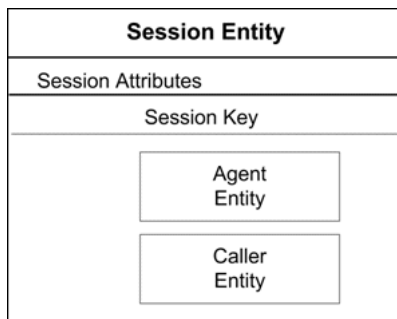 Session Entity
Session Attributes
Session Key
Agent
Entity
Caller
Entity